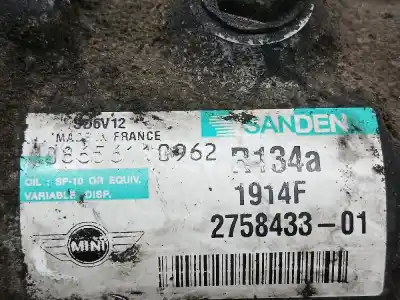 SD6V12
MADE IN FRANCE
SANDEN
R134a
OIL : SP-10 OR EQUIV.
VARIABLE DISP.
1914F
2758433-01
MINI